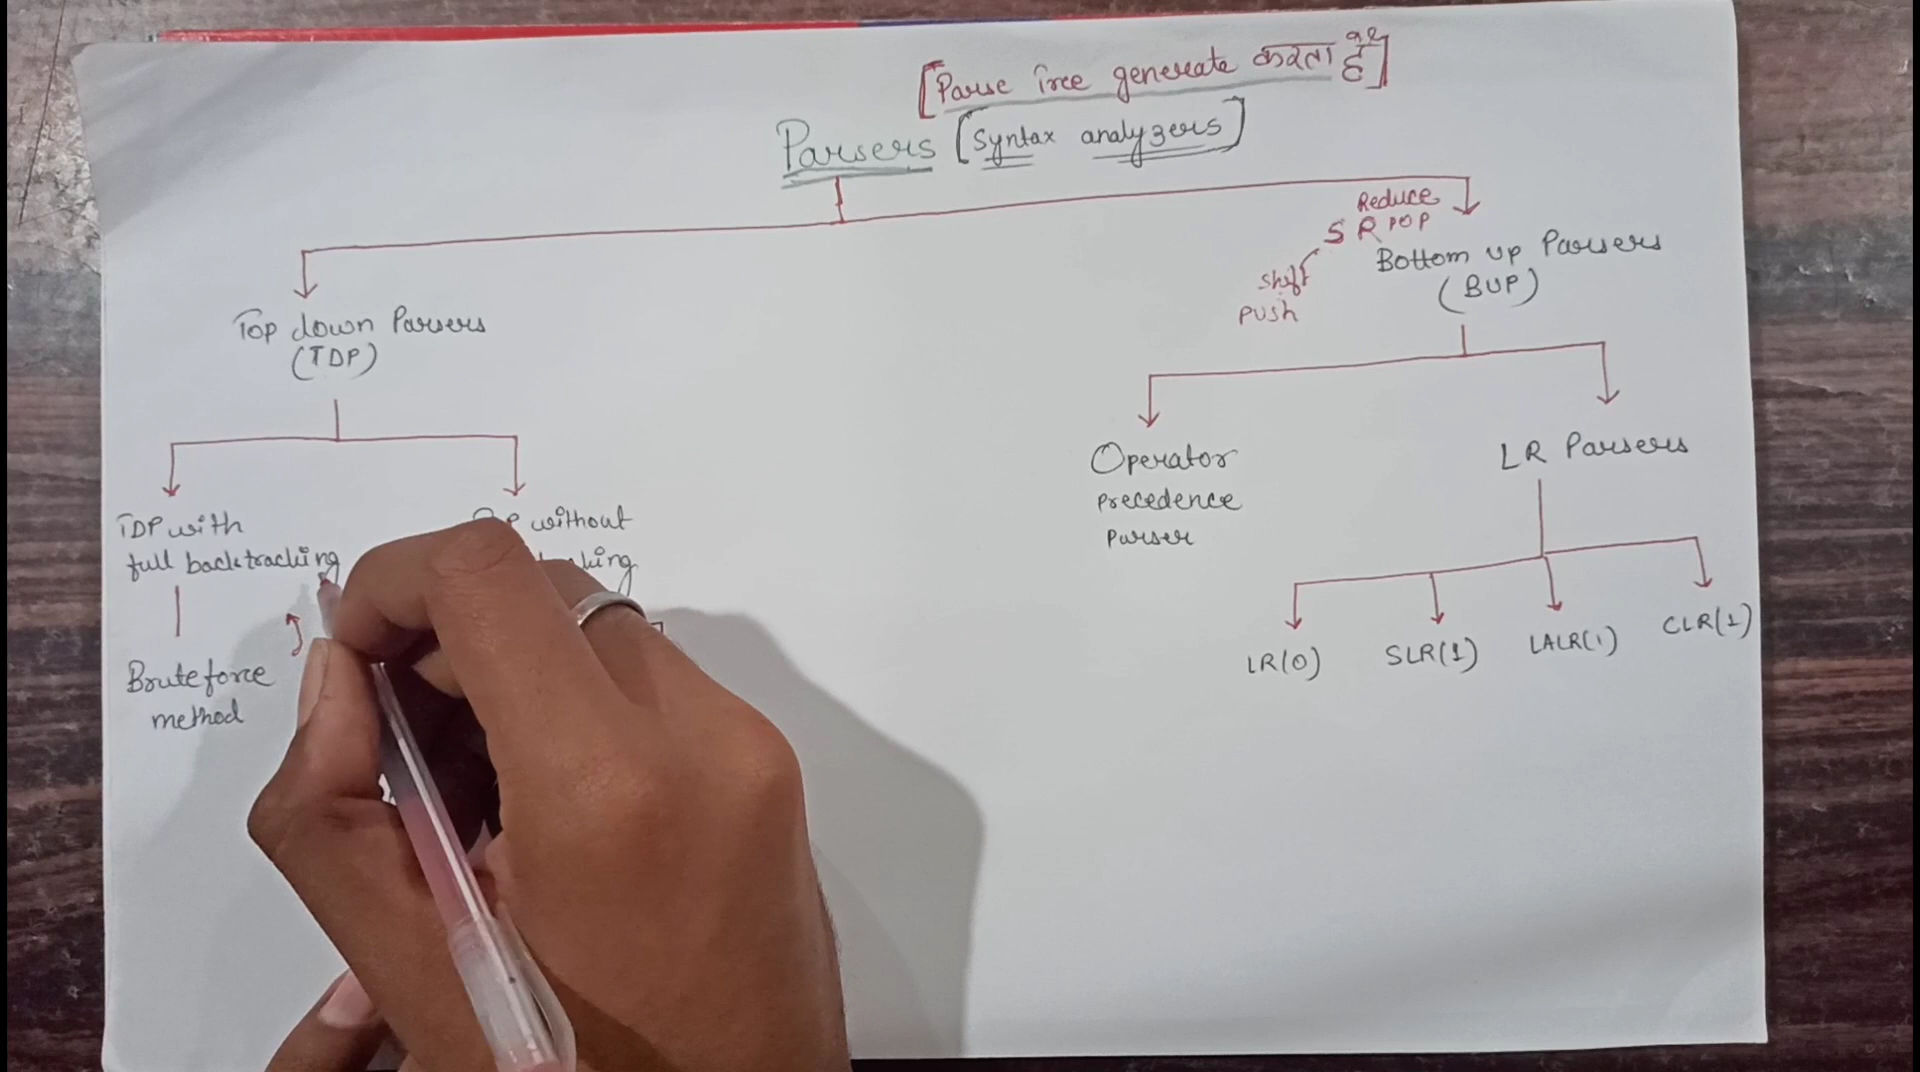 [Parse Tree generate करता है]
Parsers [Syntax analyzers]
Reduce
S R POP
Shift
PUSH
Bottom up Parsers
(BUP)
Top down Parsers
(TDP)
Operator
precedence
parser
LR Parsers
TDP with
full backtracking
without
Brute force
method
LR(0)
SLR(1)
LALR(1)
CLR(1)